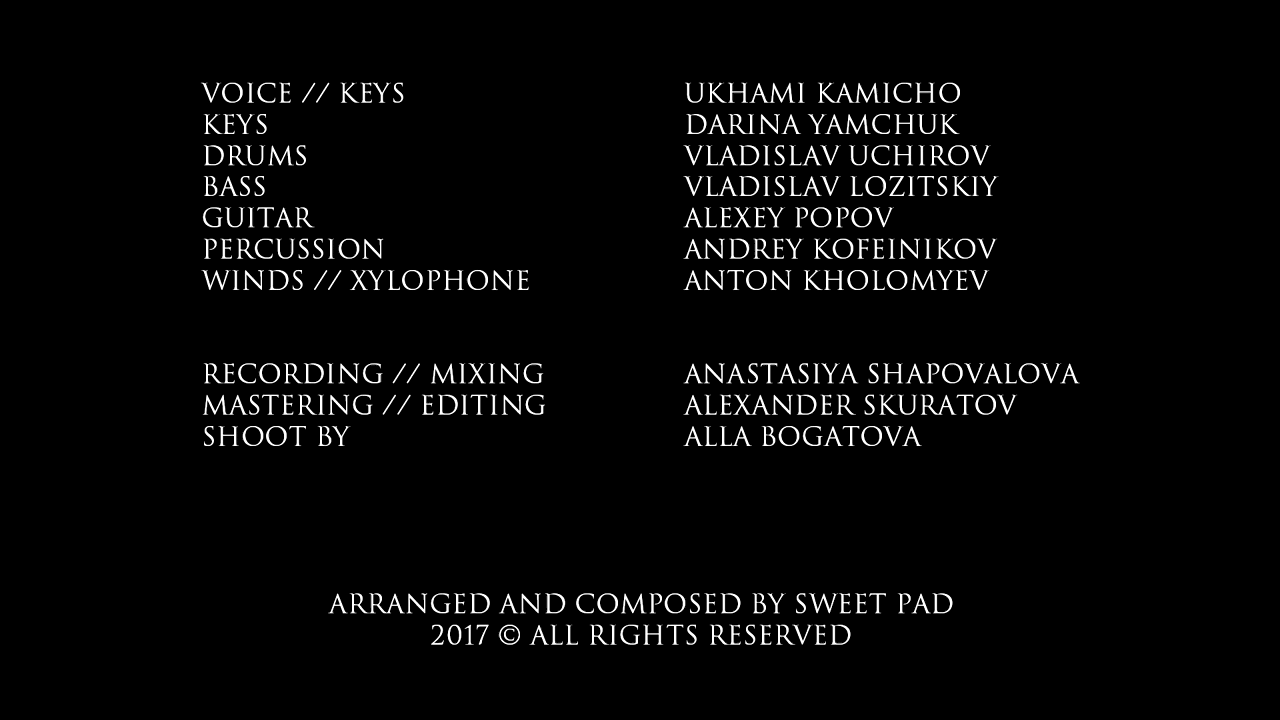 VOICE // KEYS UKHAMI KAMICHO
KEYS DARINA YAMCHUK
DRUMS VLADISLAV UCHIROV
BASS VLADISLAV LOZITSKIY
GUITAR ALEXEY POPOV
PERCUSSION ANDREY KOFEINIKOV
WINDS // XYLOPHONE ANTON KHOLOMYEV
RECORDING // MIXING ANASTASIYA SHAPOVALOVA
MASTERING // EDITING ALEXANDER SKURATOV
SHOOT BY ALLA BOGATOVA
ARRANGED AND COMPOSED BY SWEET PAD
2017 © ALL RIGHTS RESERVED